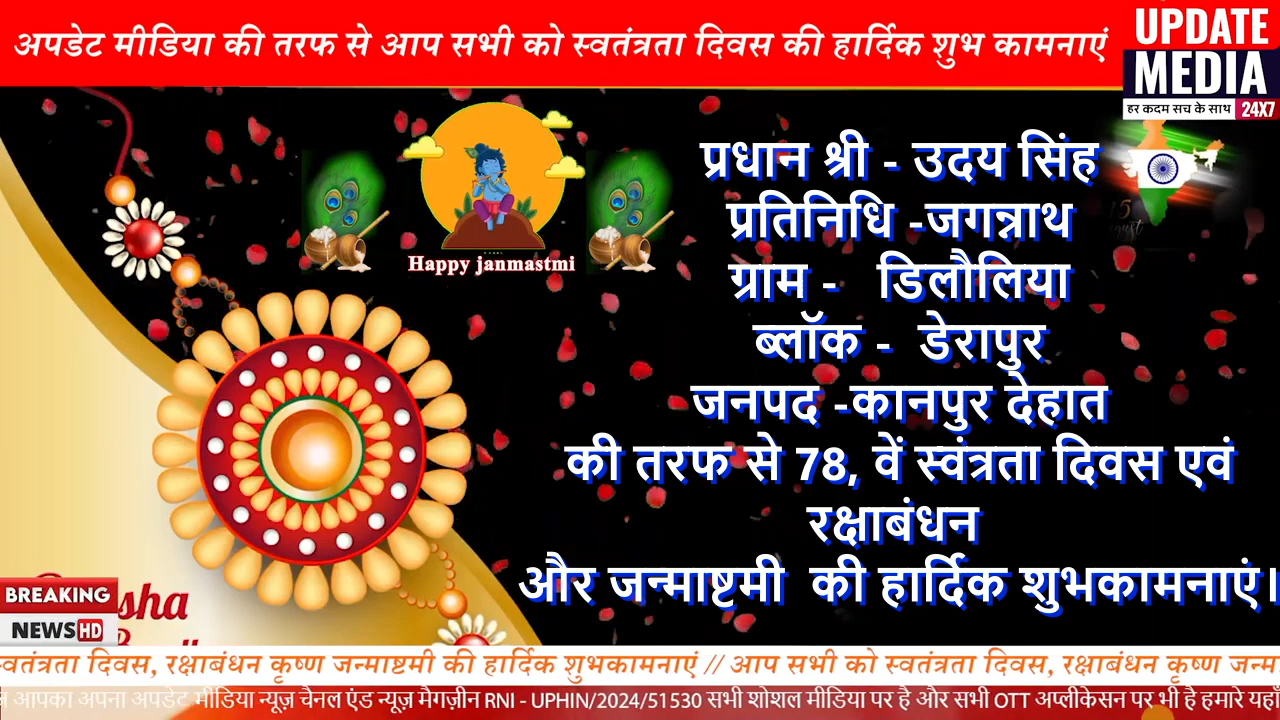 अपडेट मीडिया की तरफ से आप सभी को स्वतंत्रता दिवस की हार्दिक शुभ कामनाएं
UPDATE
MEDIA
हर कदम सच के साथ 24X7
Happy janmastmi
प्रधान श्री - उदय सिंह
प्रतिनिधि -जगन्नाथ
ग्राम - डिलौलिया
ब्लॉक - डेरापुर
जनपद -कानपुर देहात
की तरफ से 78, वें स्वंत्रता दिवस एवं
रक्षाबंधन
और जन्माष्टमी की हार्दिक शुभकामनाएं।
BREAKING
NEWS HD
स्वतंत्रता दिवस, रक्षाबंधन कृष्ण जन्माष्टमी की हार्दिक शुभकामनाएं // आप सभी को स्वतंत्रता दिवस, रक्षाबंधन कृष्ण
आपका अपना अपडेट मीडिया न्यूज़ चैनल एंड न्यूज़ मैगज़ीन RNI - UPHIN/2024/51530 सभी शोशल मीडिया पर है और सभी OTT अप्लीकेसन पर भी है हमारे यहाँ